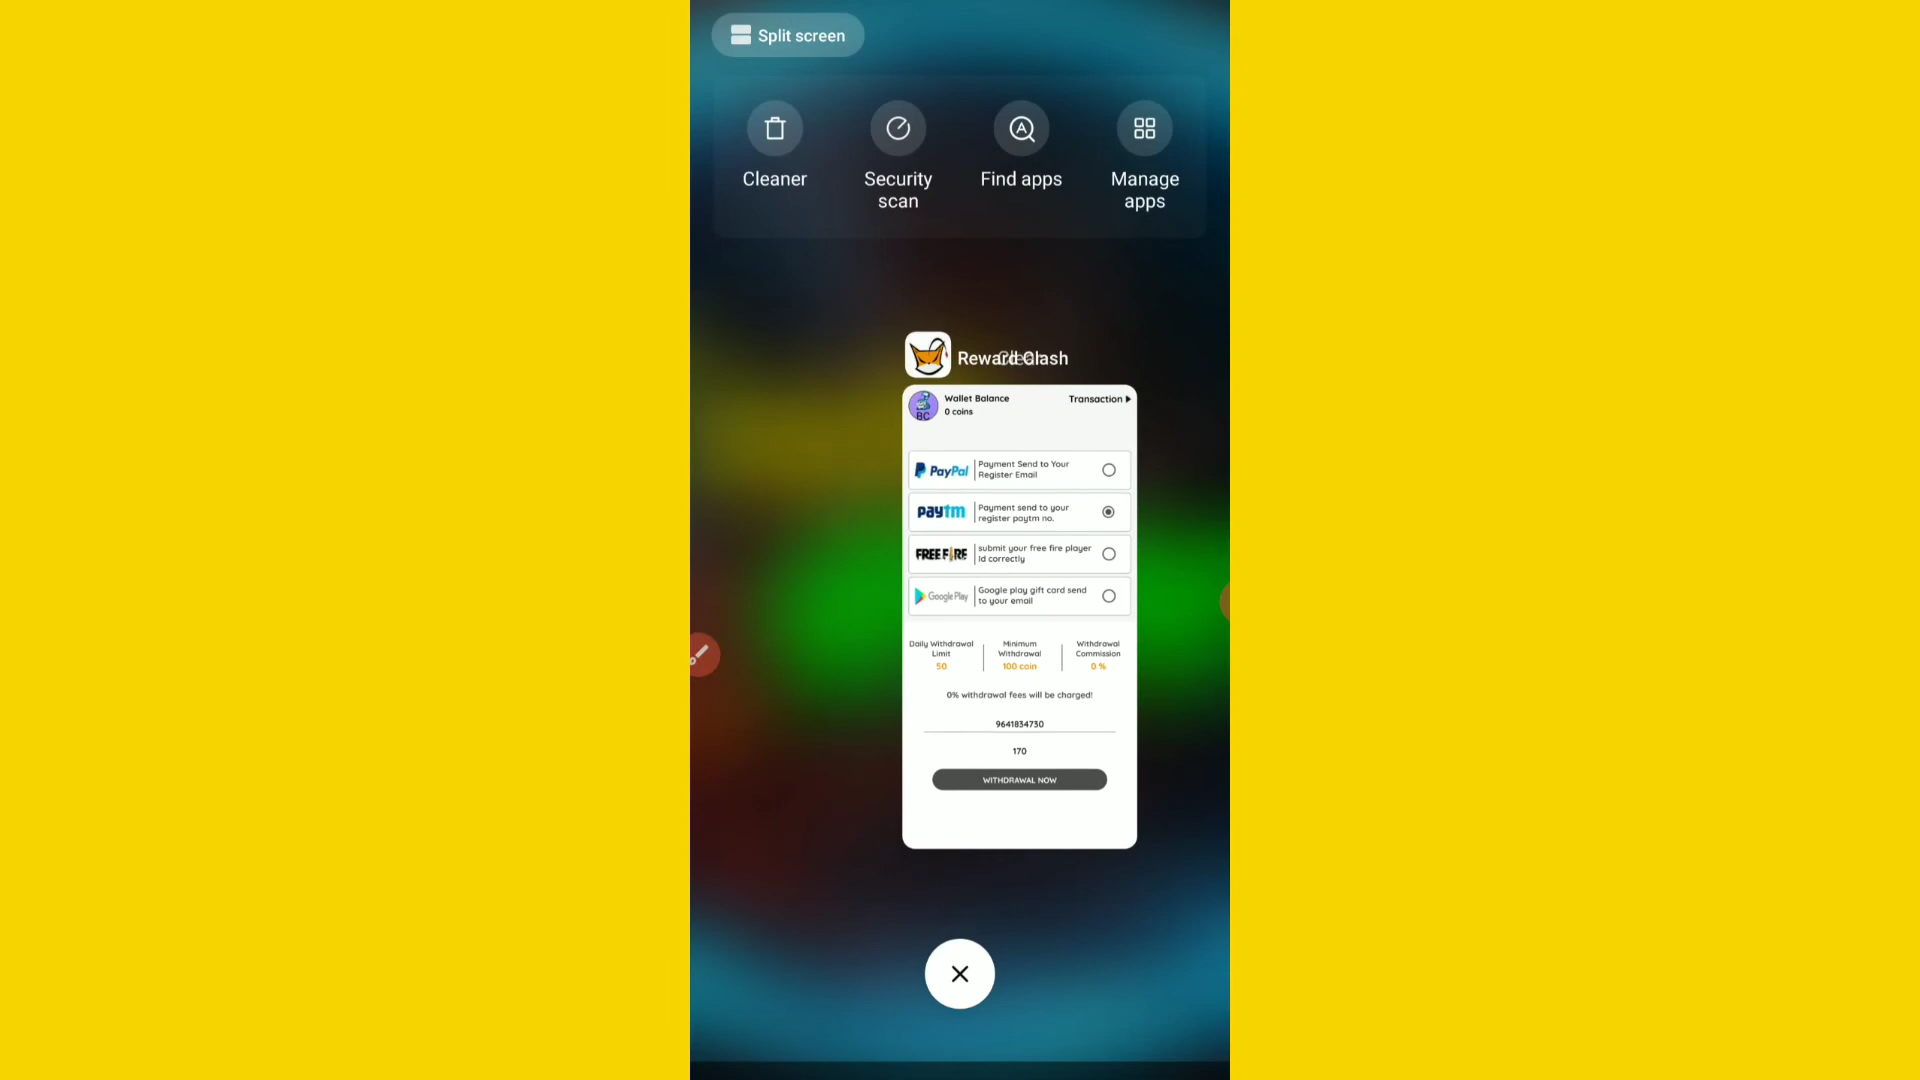 Split screen
Cleaner
Security
scan
Find apps
Manage
apps
Reward Clash
Wallet Balance
0 coins
Transaction
BC
PayPal
Payment Send to Your
Register Email
paytm
Payment send to your
register paytm no.
FREE FIRE
submit your free fire player
id correctly
Google Play
Google play gift card send
to your email
Daily Withdrawal
Limit
50
Minimum
Withdrawal
100 coin
Withdrawal
Commission
0 %
0% withdrawal fees will be charged!
9641834730
170
WITHDRAWAL NOW